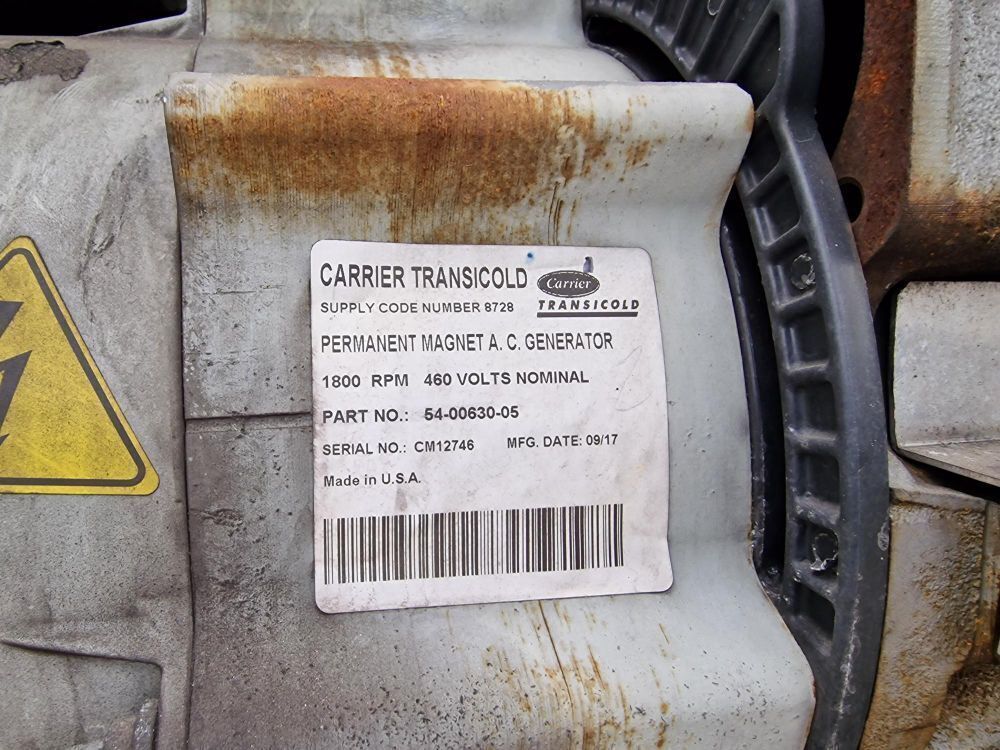 CARRIER TRANSICOLD
Carrier
TRANSICOLD
SUPPLY CODE NUMBER 8728
PERMANENT MAGNET A. C. GENERATOR
1800 RPM 460 VOLTS NOMINAL
PART NO.: 54-00630-05
SERIAL NO.: CM12746 MFG. DATE: 09/17
Made in U.S.A.